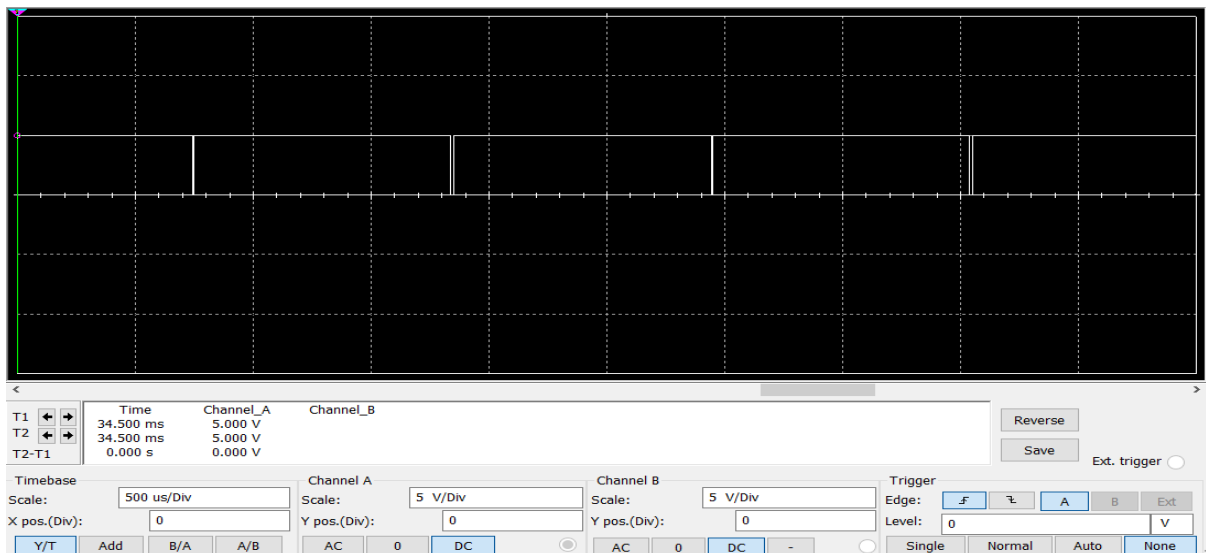 Time Channel_A Channel_B
T1 34.500 ms 5.000 V
T2 34.500 ms 5.000 V
T2-T1 0.000 s 0.000 V
Reverse
Save
Ext. trigger
Timebase
Scale: 500 us/Div
X pos.(Div): 0
Y/T Add B/A A/B
Channel A
Scale: 5 V/Div
Y pos.(Div): 0
AC 0 DC
Channel B
Scale: 5 V/Div
Y pos.(Div): 0
AC 0 DC -
Trigger
Edge: A B Ext
Level: 0 V
Single Normal Auto None